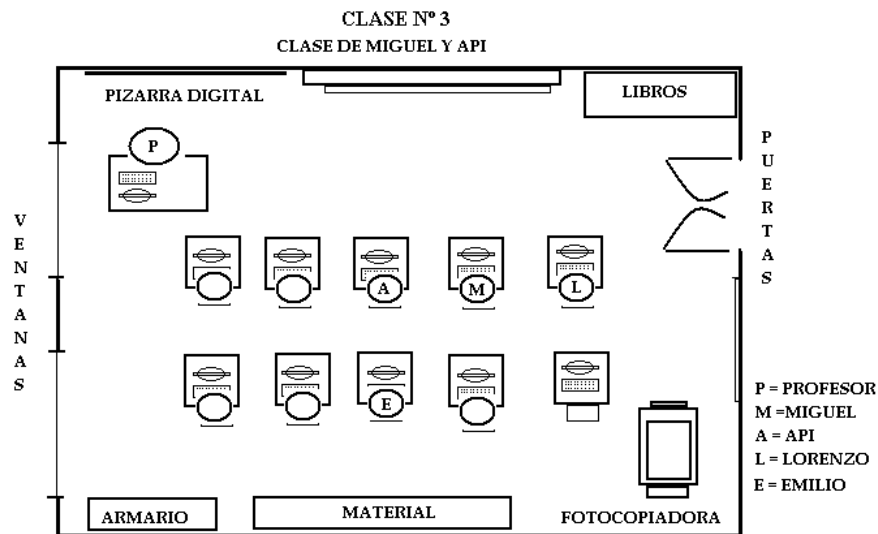 CLASE Nº 3
CLASE DE MIGUEL Y API
PIZARRA DIGITAL
LIBROS
P
PUERTAS
VENTANAS
A
M
L
E
P = PROFESOR
M =MIGUEL
A = API
L = LORENZO
E = EMILIO
ARMARIO
MATERIAL
FOTOCOPIADORA